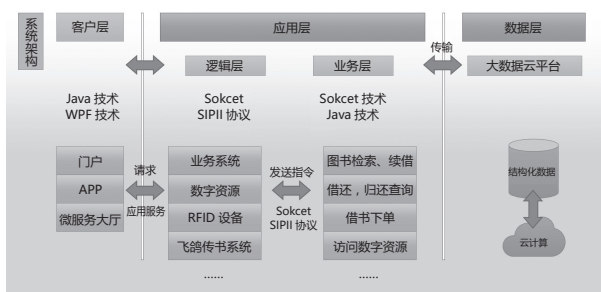 系统架构
客户层
应用层
数据层
传输
逻辑层
业务层
大数据云平台
Java 技术
WPF 技术
Sokcet
SIPII 协议
Sokcet 技术
Java 技术
门户
APP
微服务大厅
请求
应用服务
业务系统
数字资源
RFID 设备
飞鸽传书系统
......
发送指令
Sokcet
SIPII 协议
图书检索、续借
借还，归还查询
借书下单
访问数字资源
......
结构化数据
云计算